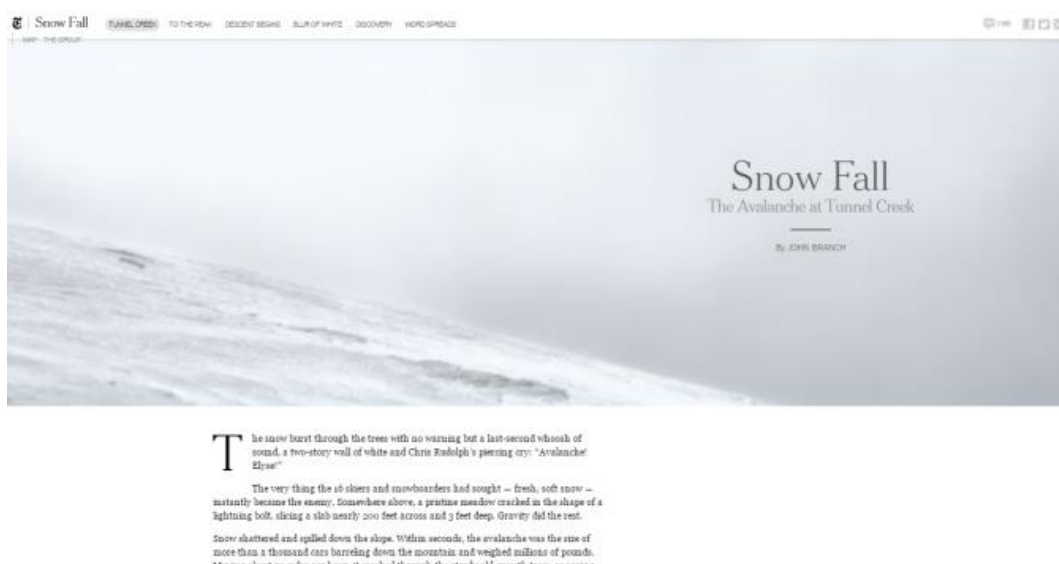 Snow Fall TUNNEL CREEK TO THE PEAK DESCENT BEGINS BLUR OF WHITE DISCOVERY WORD SPREADS
MAP THE GROUP
Snow Fall
The Avalanche at Tunnel Creek
By JOHN BRANCH
The snow burst through the trees with no warning but a last-second whoosh of
sound, a two-story wall of white and Chris Rudolph's piercing cry: “Avalanche!
Elyse!”
The very thing the 16 skiers and snowboarders had sought — fresh, soft snow —
instantly became the enemy. Somewhere above, a pristine meadow cracked in the shape of a
lightning bolt, slicing a slab nearly 200 feet across and 3 feet deep. Gravity did the rest.
Snow shattered and spilled down the slope. Within seconds, the avalanche was the size of
more than a thousand cars barreling down the mountain and weighed millions of pounds.